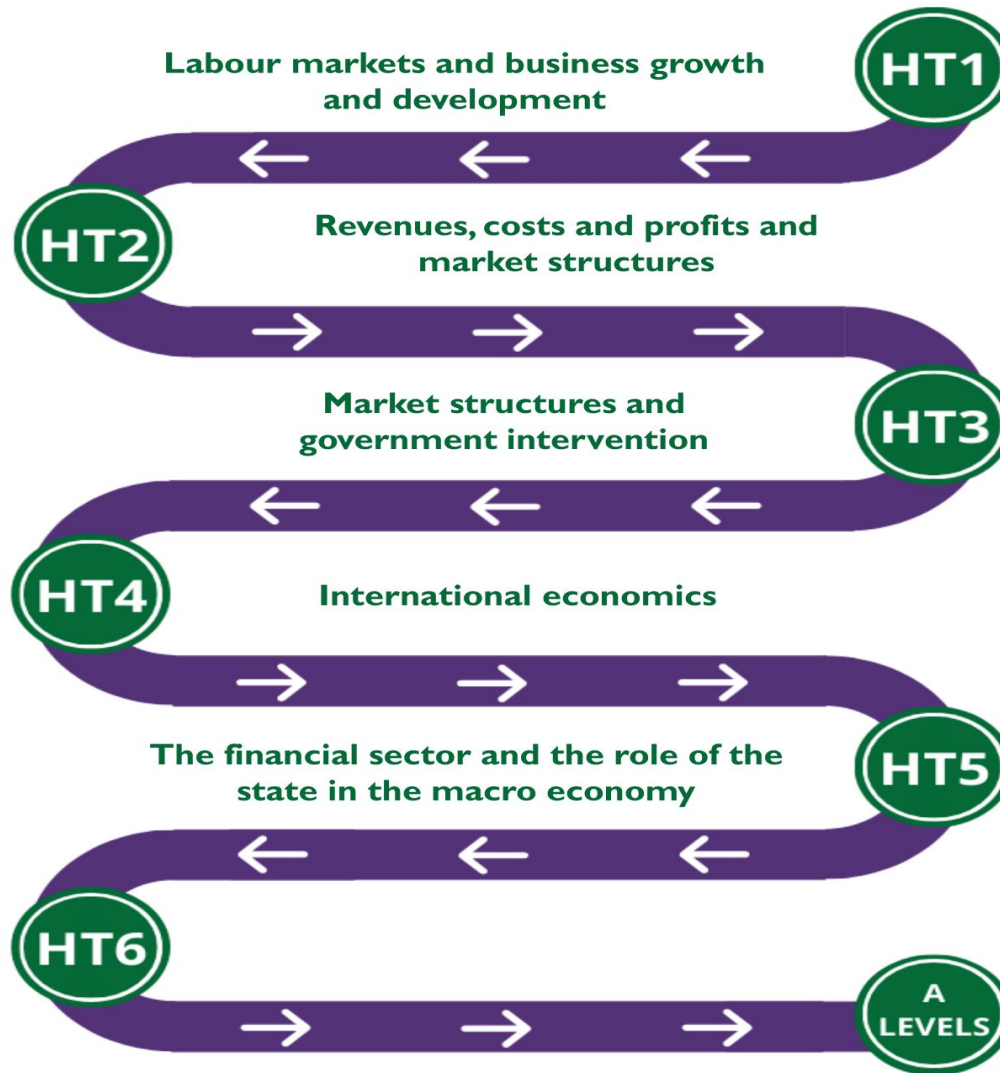 HT1
Labour markets and business growth
and development
HT2
Revenues, costs and profits and
market structures
HT3
Market structures and
government intervention
HT4
International economics
HT5
The financial sector and the role of the
state in the macro economy
HT6
A
LEVELS